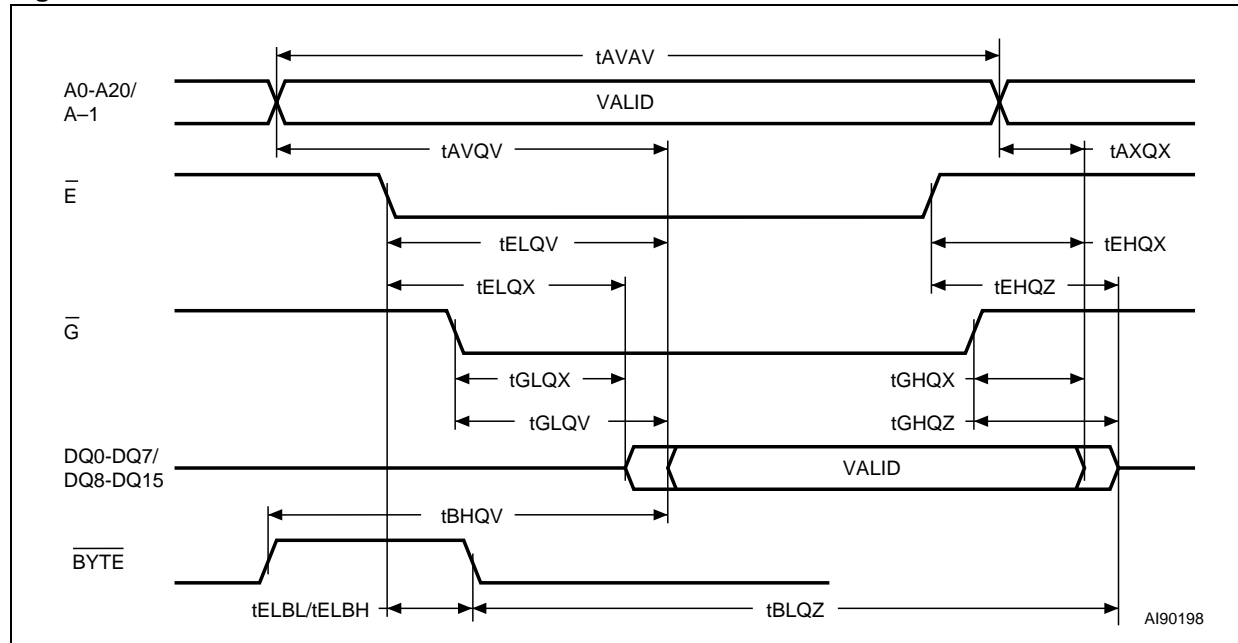 tAVAV
A0-A20/
A–1
VALID
tAVQV
tAXQX
E
tELQV
tEHQX
tELQX
tEHQZ
G
tGLQX
tGHQX
tGLQV
tGHQZ
DQ0-DQ7/
DQ8-DQ15
VALID
tBHQV
BYTE
tELBL/tELBH
tBLQZ
AI90198